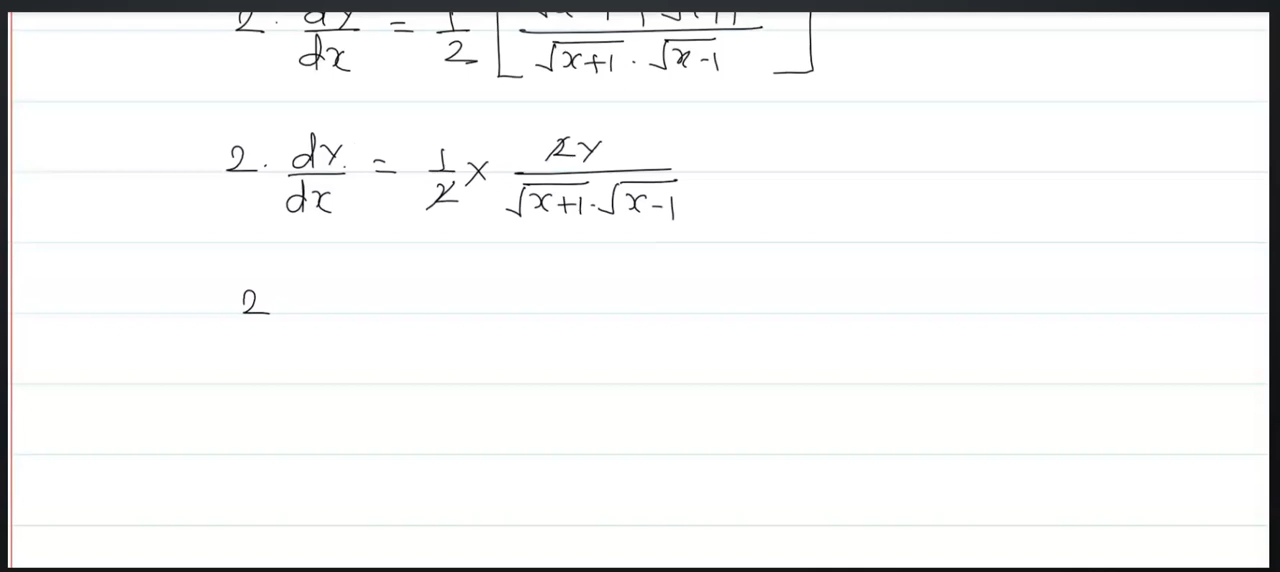 2. dy/dx = 1/2 [ / √x+1 . √x-1 ]
2. dy/dx = 1/2 × 2y / √x+1 . √x-1
2